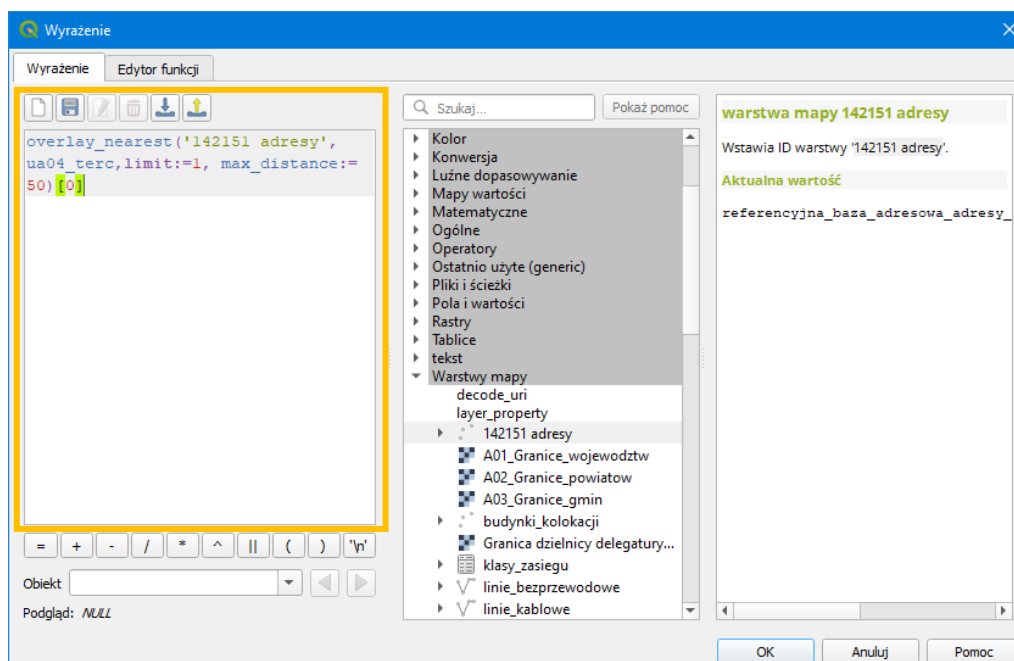 Wyrażenie
Wyrażenie
Edytor funkcji
overlay_nearest('142151 adresy',
ua04_terc,limit:=1, max_distance:=
50)[0]
= + - / * ^ || ( ) '\n'
Obiekt
Podgląd: NULL
Szukaj...
Pokaż pomoc
Kolor
Konwersja
Luźne dopasowywanie
Mapy wartości
Matematyczne
Ogólne
Operatory
Ostatnio użyte (generic)
Pliki i ścieżki
Pola i wartości
Rastry
Tablice
tekst
Warstwy mapy
decode_uri
layer_property
142151 adresy
A01_Granice_wojewodztw
A02_Granice_powiatow
A03_Granice_gmin
budynki_kolokacji
Granica dzielnicy delegatury...
klasy_zasiegu
linie_bezprzewodowe
linie_kablowe
warstwa mapy 142151 adresy
Wstawia ID warstwy '142151 adresy'.
Aktualna wartość
referencyjna_baza_adresowa_adresy_
OK
Anuluj
Pomoc